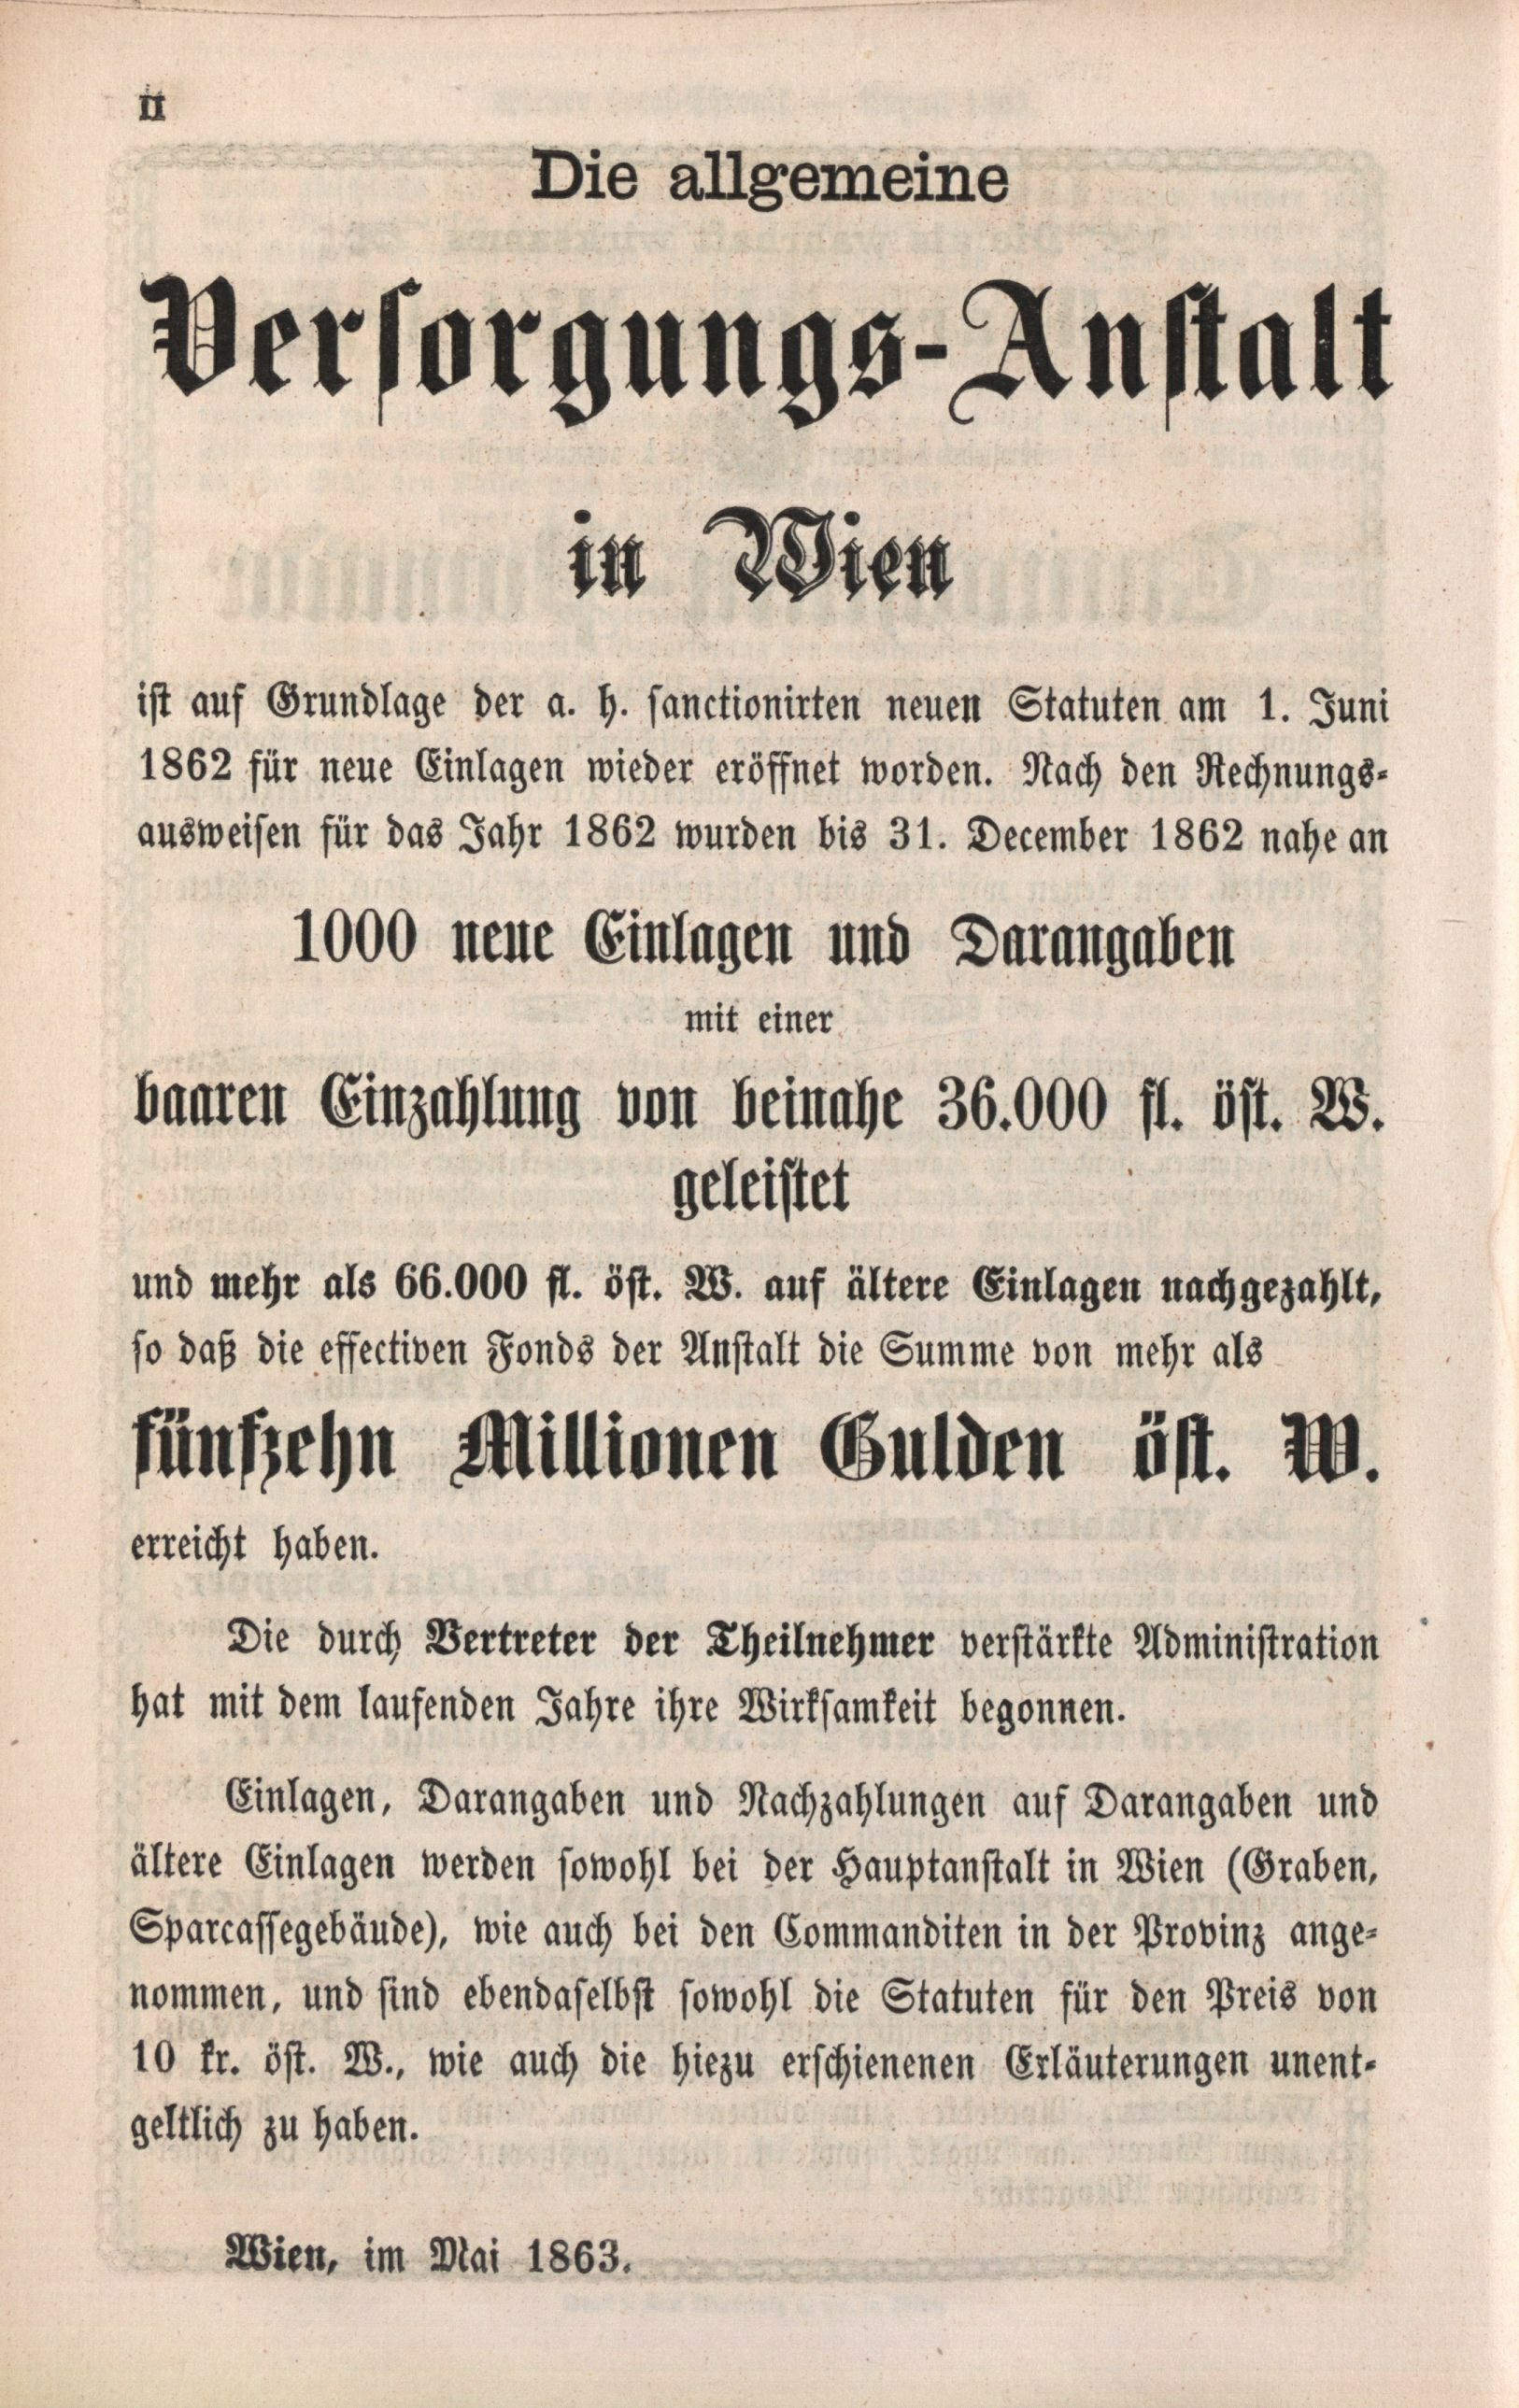 II
Die allgemeine
Versorgungs-Anstalt
in Wien
ist auf Grundlage der a. h. sanctionirten neuen Statuten am 1. Juni
1862 für neue Einlagen wieder eröffnet worden. Nach den Rechnungs-
ausweisen für das Jahr 1862 wurden bis 31. December 1862 nahe an
1000 neue Einlagen und Darangaben
mit einer
baaren Einzahlung von beinahe 36.000 fl. öst. W.
geleistet
und mehr als 66.000 fl. öst. W. auf ältere Einlagen nachgezahlt,
so daß die effectiven Fonds der Anstalt die Summe von mehr als
fünfzehn Millionen Gulden öst. W.
erreicht haben.
Die durch Vertreter der Theilnehmer verstärkte Administration
hat mit dem laufenden Jahre ihre Wirksamkeit begonnen.
Einlagen, Darangaben und Nachzahlungen auf Darangaben und
ältere Einlagen werden sowohl bei der Hauptanstalt in Wien (Graben,
Sparcassegebäude), wie auch bei den Commanditen in der Provinz ange-
nommen, und sind ebendaselbst sowohl die Statuten für den Preis von
10 kr. öst. W., wie auch die hiezu erschienenen Erläuterungen unent-
geltlich zu haben.
Wien, im Mai 1863.